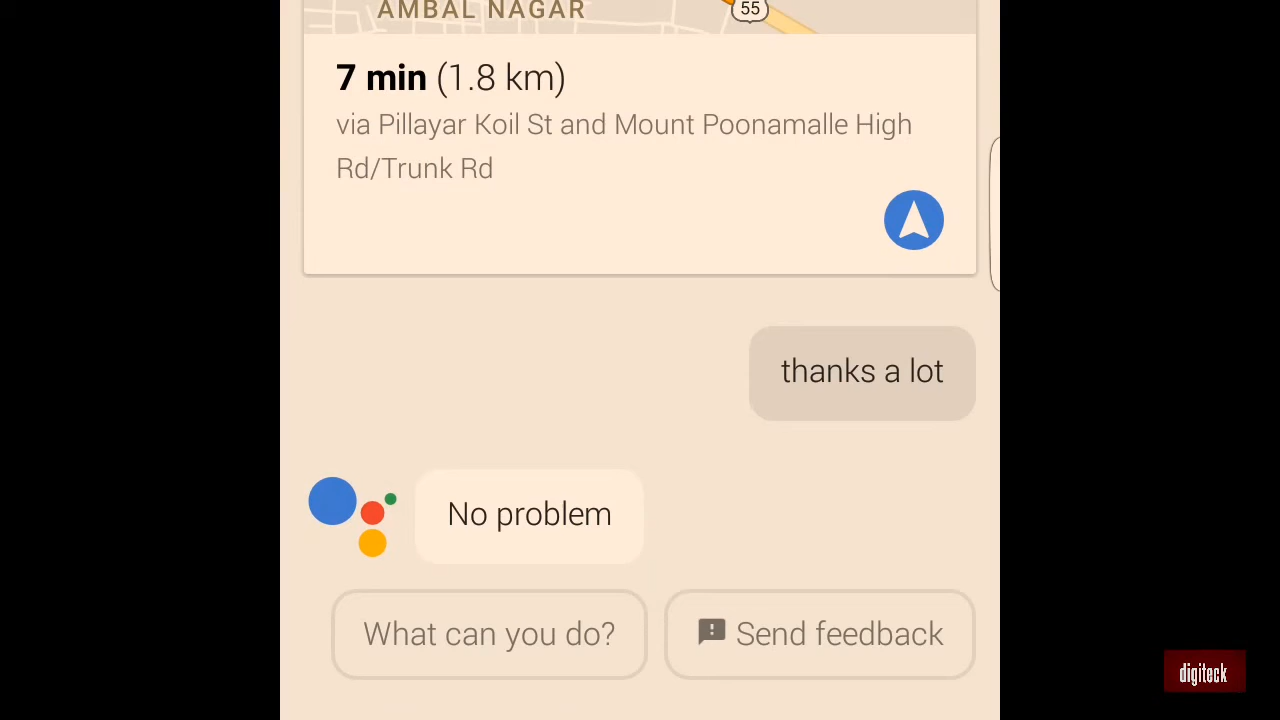 AMBAL NAGAR
55
7 min (1.8 km)
via Pillayar Koil St and Mount Poonamalle High
Rd/Trunk Rd
thanks a lot
No problem
What can you do?
Send feedback
digiteck